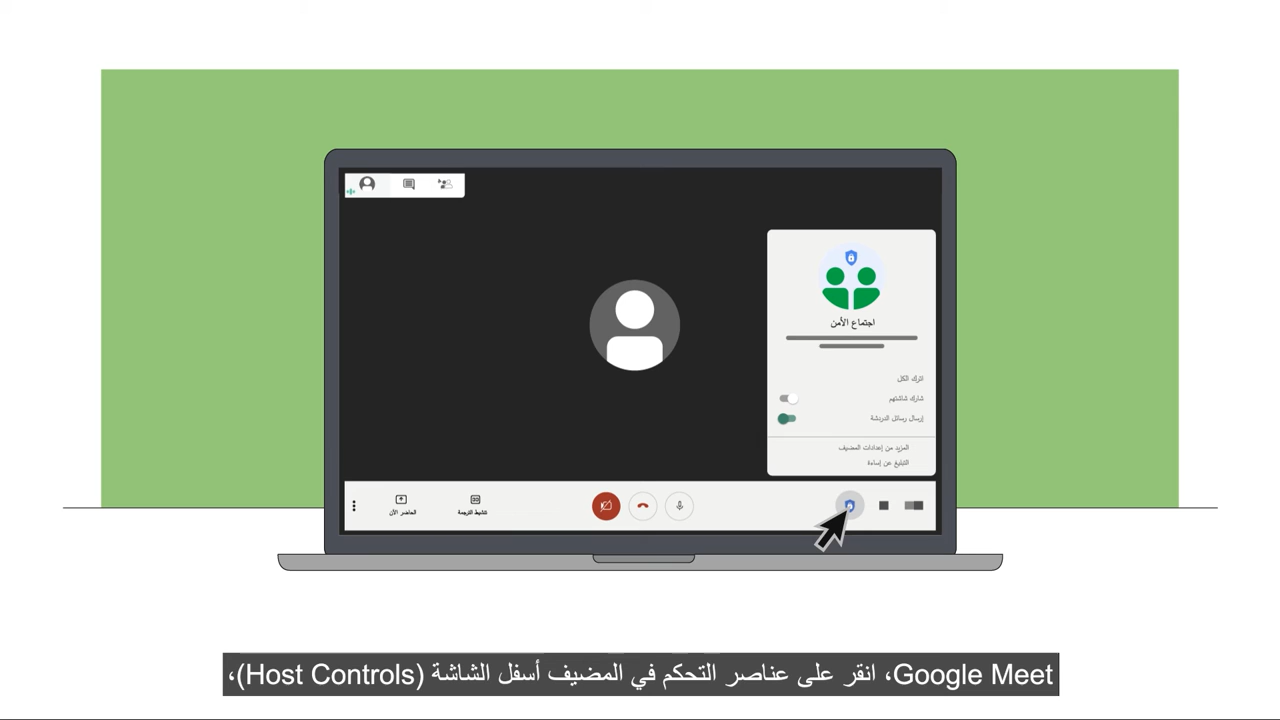 اجتماع الأمن
اترك الكل
شارك شاشتهم
إرسال رسائل الدردشة
المزيد من إعدادات المضيف
التبليغ عن إساءة
الحاضر الآن
تنشيط الترجمة
Google Meet، انقر على عناصر التحكم في المضيف أسفل الشاشة (Host Controls)،